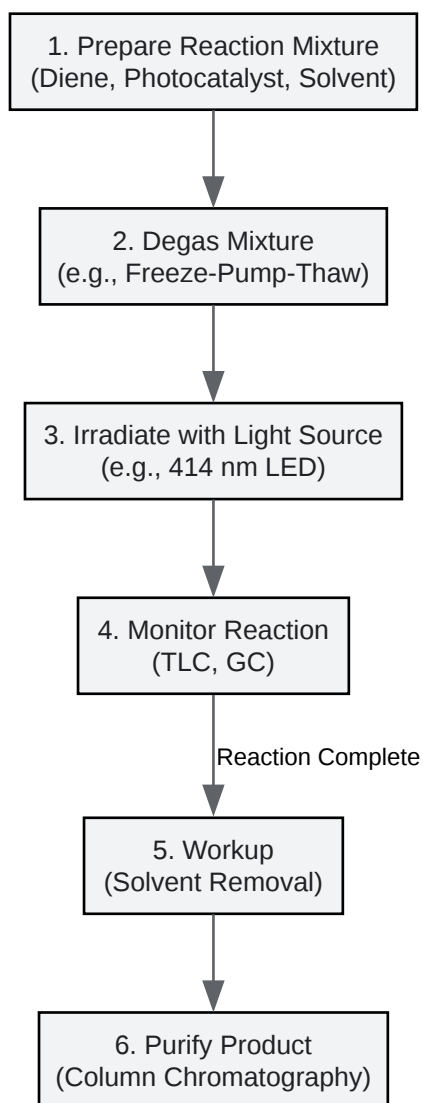 1. Prepare Reaction Mixture
(Diene, Photocatalyst, Solvent)
2. Degas Mixture
(e.g., Freeze-Pump-Thaw)
3. Irradiate with Light Source
(e.g., 414 nm LED)
4. Monitor Reaction
(TLC, GC)
Reaction Complete
5. Workup
(Solvent Removal)
6. Purify Product
(Column Chromatography)